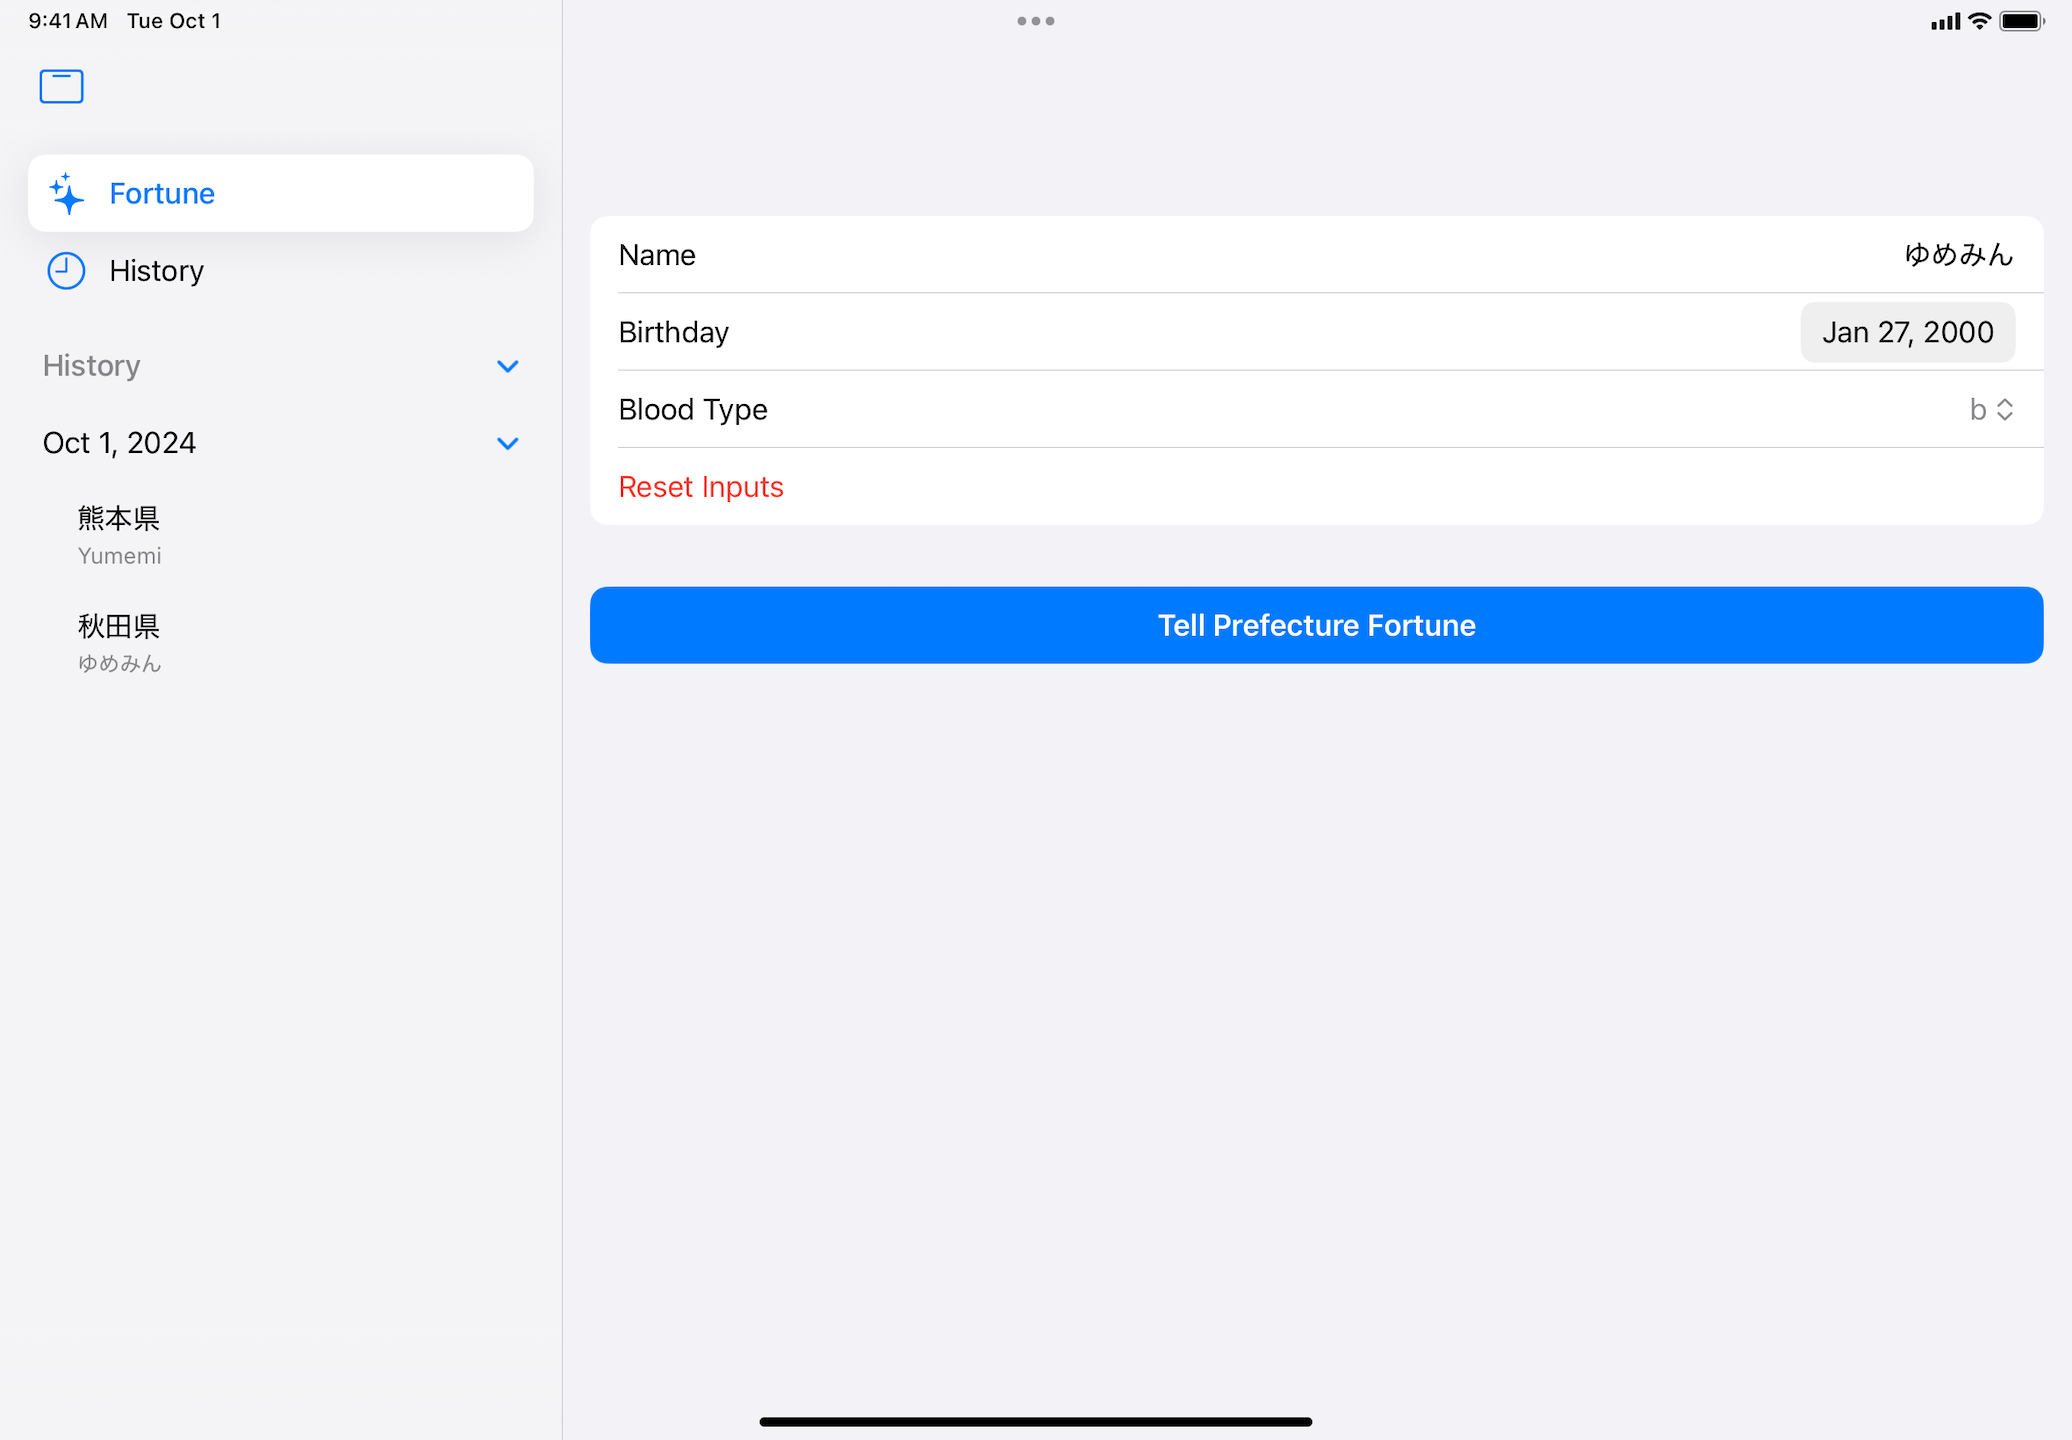 9:41 AM Tue Oct 1
Fortune
History
History
Oct 1, 2024
熊本県
Yumemi
秋田県
ゆめみん
Name ゆめみん
Birthday Jan 27, 2000
Blood Type b
Reset Inputs
Tell Prefecture Fortune